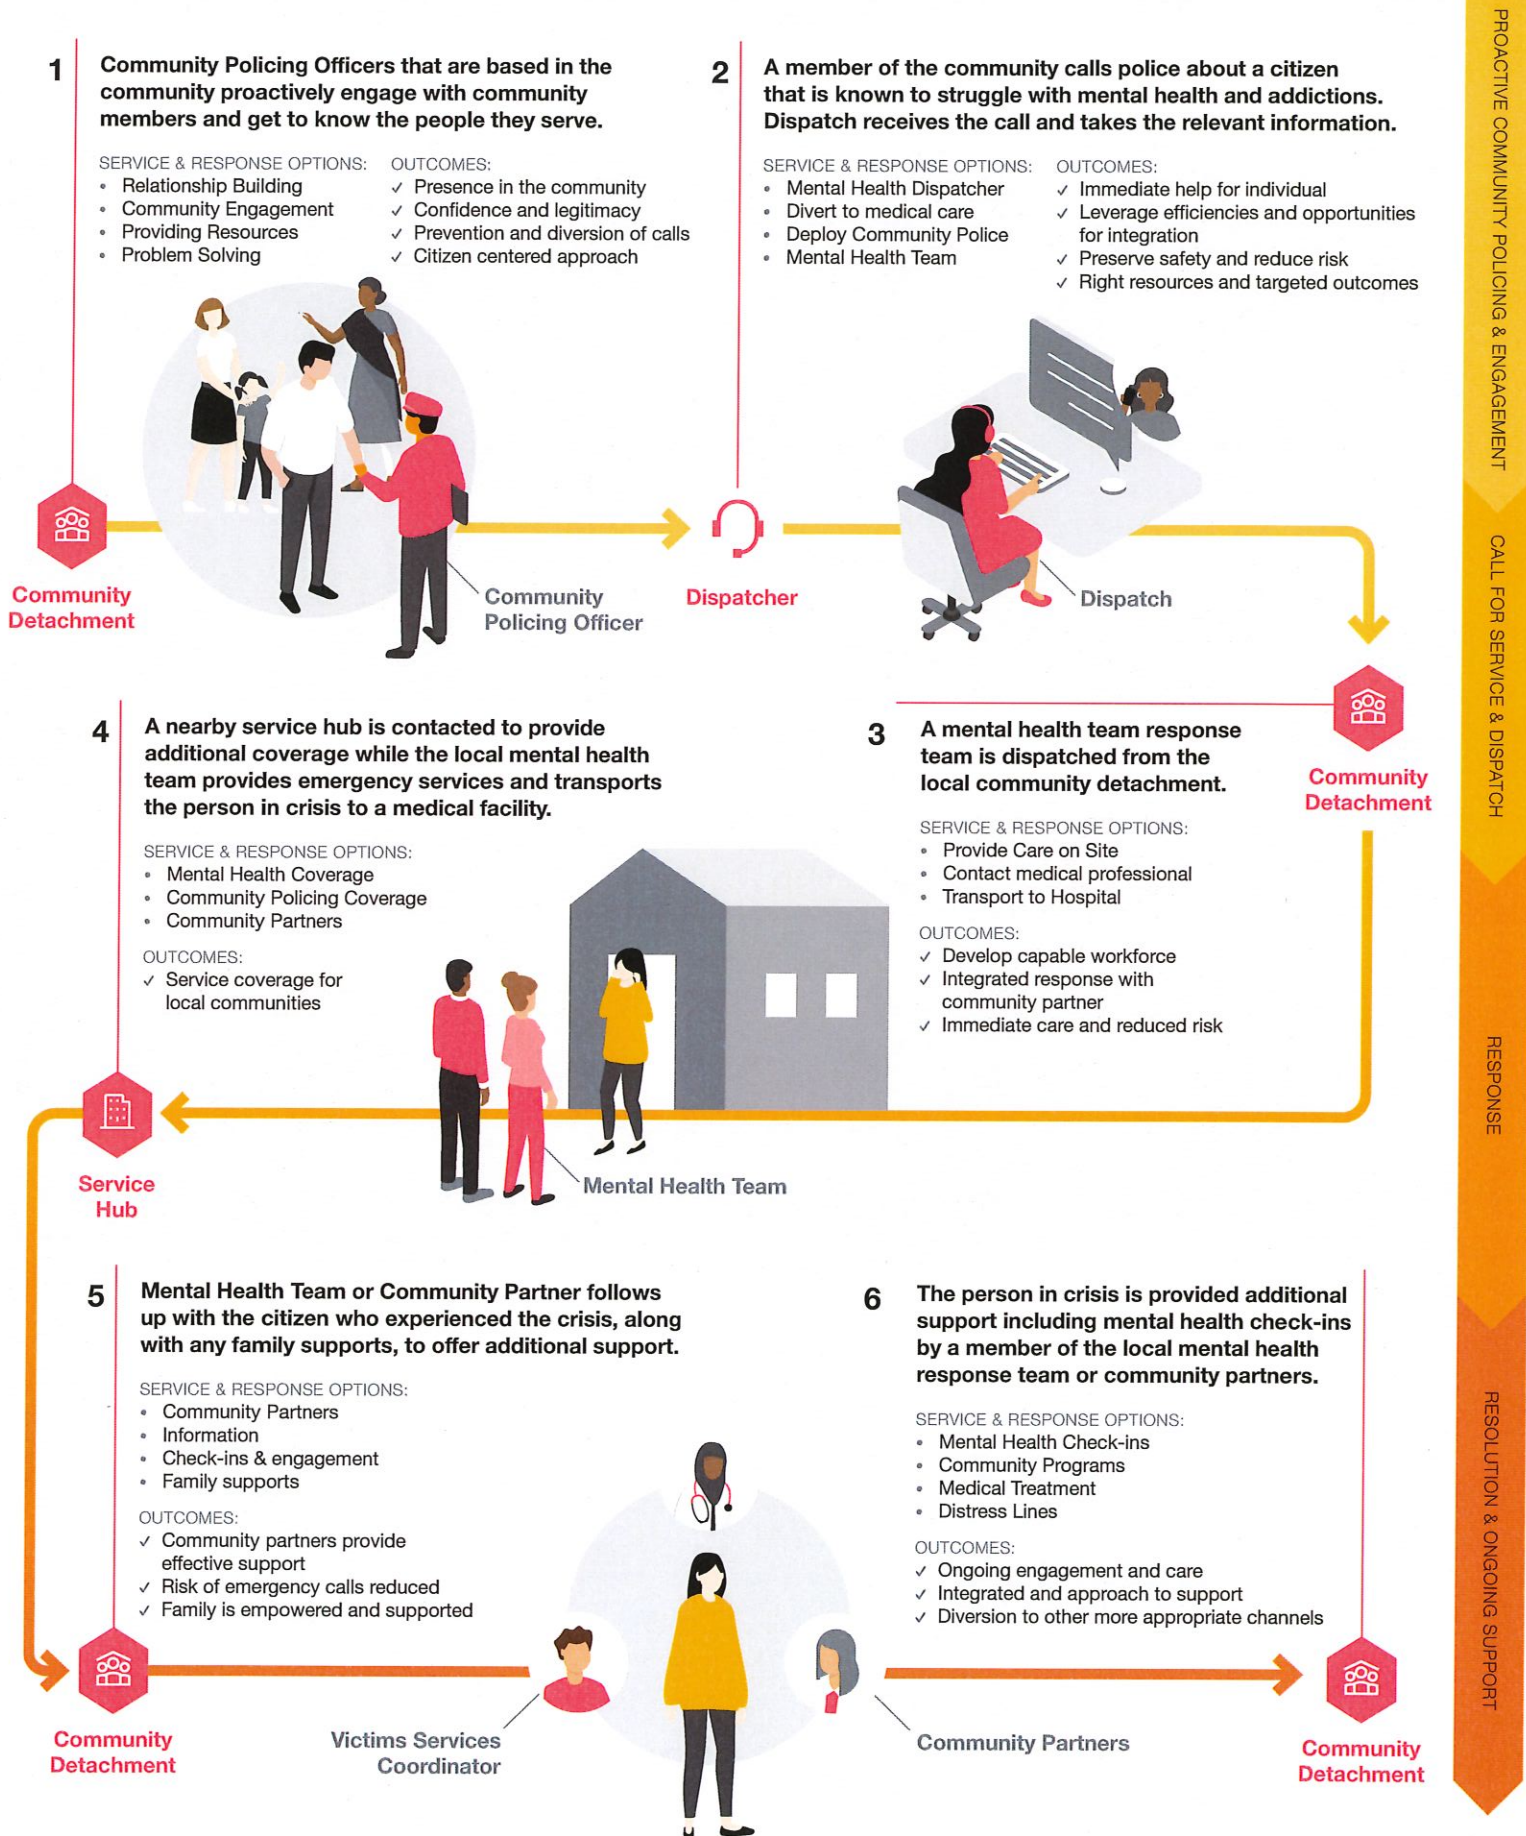 1
Community Policing Officers that are based in the
community proactively engage with community
members and get to know the people they serve.
SERVICE & RESPONSE OPTIONS:
• Relationship Building
• Community Engagement
• Providing Resources
• Problem Solving
OUTCOMES:
✓ Presence in the community
✓ Confidence and legitimacy
✓ Prevention and diversion of calls
✓ Citizen centered approach
Community
Detachment
Community
Policing Officer
2
A member of the community calls police about a citizen
that is known to struggle with mental health and addictions.
Dispatch receives the call and takes the relevant information.
SERVICE & RESPONSE OPTIONS:
• Mental Health Dispatcher
• Divert to medical care
• Deploy Community Police
• Mental Health Team
OUTCOMES:
✓ Immediate help for individual
✓ Leverage efficiencies and opportunities
for integration
✓ Preserve safety and reduce risk
✓ Right resources and targeted outcomes
Dispatcher
Dispatch
3
A mental health team response
team is dispatched from the
local community detachment.
SERVICE & RESPONSE OPTIONS:
• Provide Care on Site
• Contact medical professional
• Transport to Hospital
OUTCOMES:
✓ Develop capable workforce
✓ Integrated response with
community partner
✓ Immediate care and reduced risk
Community
Detachment
4
A nearby service hub is contacted to provide
additional coverage while the local mental health
team provides emergency services and transports
the person in crisis to a medical facility.
SERVICE & RESPONSE OPTIONS:
• Mental Health Coverage
• Community Policing Coverage
• Community Partners
OUTCOMES:
✓ Service coverage for
local communities
Service
Hub
Mental Health Team
5
Mental Health Team or Community Partner follows
up with the citizen who experienced the crisis, along
with any family supports, to offer additional support.
SERVICE & RESPONSE OPTIONS:
• Community Partners
• Information
• Check-ins & engagement
• Family supports
OUTCOMES:
✓ Community partners provide
effective support
✓ Risk of emergency calls reduced
✓ Family is empowered and supported
Community
Detachment
Victims Services
Coordinator
6
The person in crisis is provided additional
support including mental health check-ins
by a member of the local mental health
response team or community partners.
SERVICE & RESPONSE OPTIONS:
• Mental Health Check-ins
• Community Programs
• Medical Treatment
• Distress Lines
OUTCOMES:
✓ Ongoing engagement and care
✓ Integrated and approach to support
✓ Diversion to other more appropriate channels
Community Partners
Community
Detachment
PROACTIVE COMMUNITY POLICING & ENGAGEMENT
CALL FOR SERVICE & DISPATCH
RESPONSE
RESOLUTION & ONGOING SUPPORT